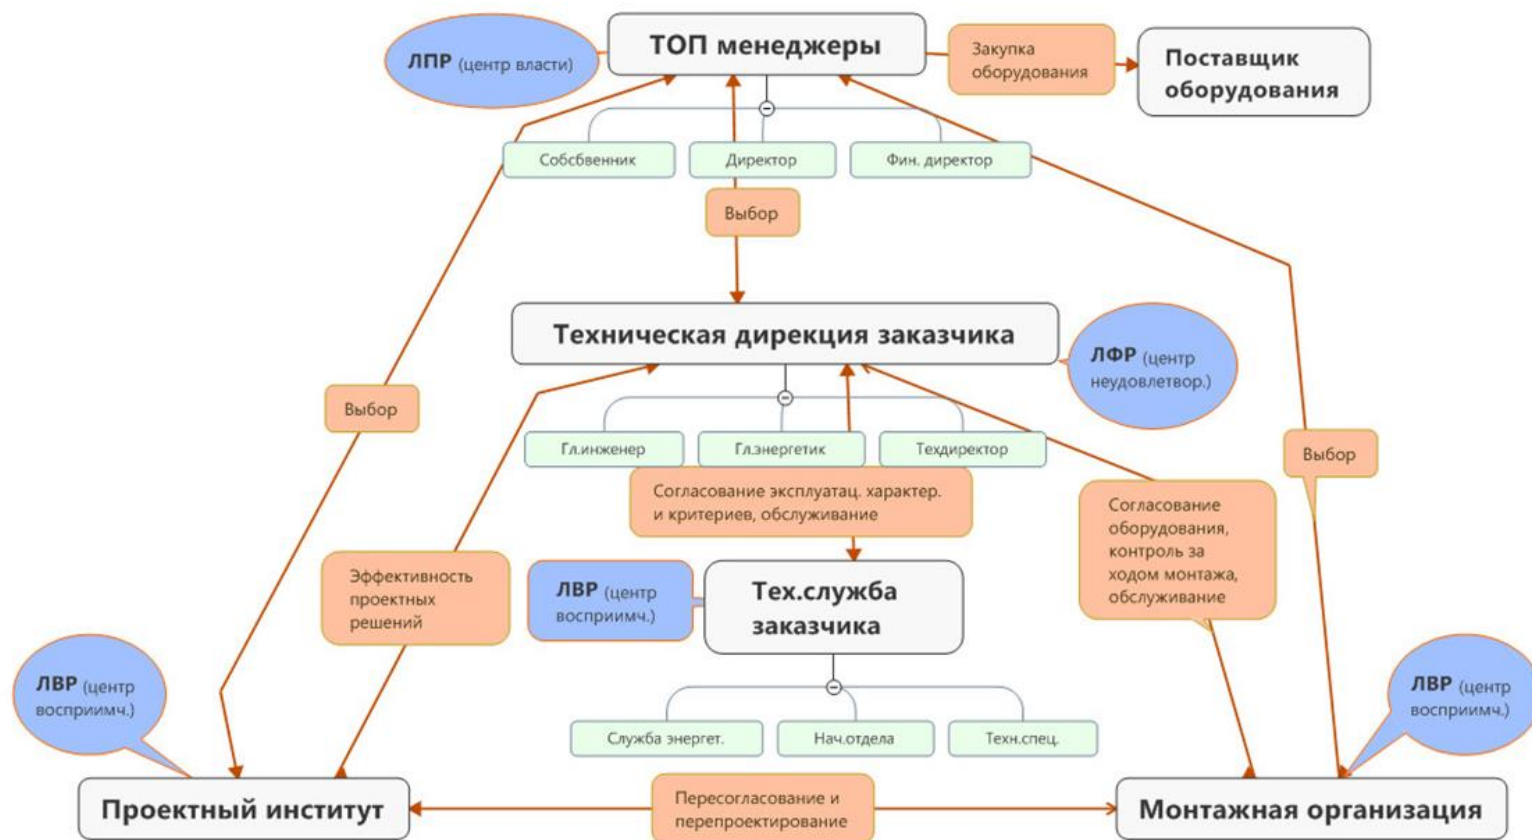 ТОП менеджеры
ЛПР (центр власти)
Закупка
оборудования
Поставщик
оборудования
Собсбвенник
Директор
Фин. директор
Выбор
Техническая дирекция заказчика
ЛФР (центр
неудовлетвор.)
Выбор
Гл.инженер
Гл.энергетик
Техдиректор
Выбор
Согласование эксплуатац. характер.
и критериев, обслуживание
Согласование
оборудования,
контроль за
ходом монтажа,
обслуживание
Эффективность
проектных
решений
ЛВР (центр
восприимч.)
Тех.служба
заказчика
ЛВР (центр
восприимч.)
ЛВР (центр
восприимч.)
Служба энергет.
Нач.отдела
Техн.спец.
Проектный институт
Пересогласование и
перепроектирование
Монтажная организация